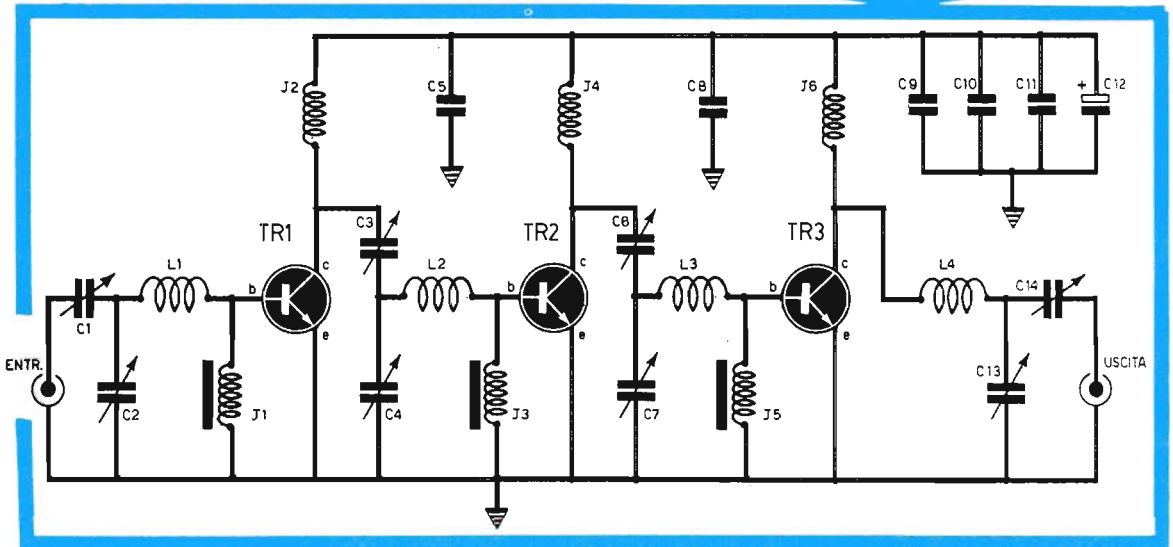 J2
C5
J4
C8
J6
C9
C10
C11
+
C12
TR1
C3
TR2
C6
TR3
c
c
c
L1
L2
L3
L4
C14
b
b
b
C1
e
e
e
ENTR.
USCITA
C2
J1
C4
J3
C7
J5
C13